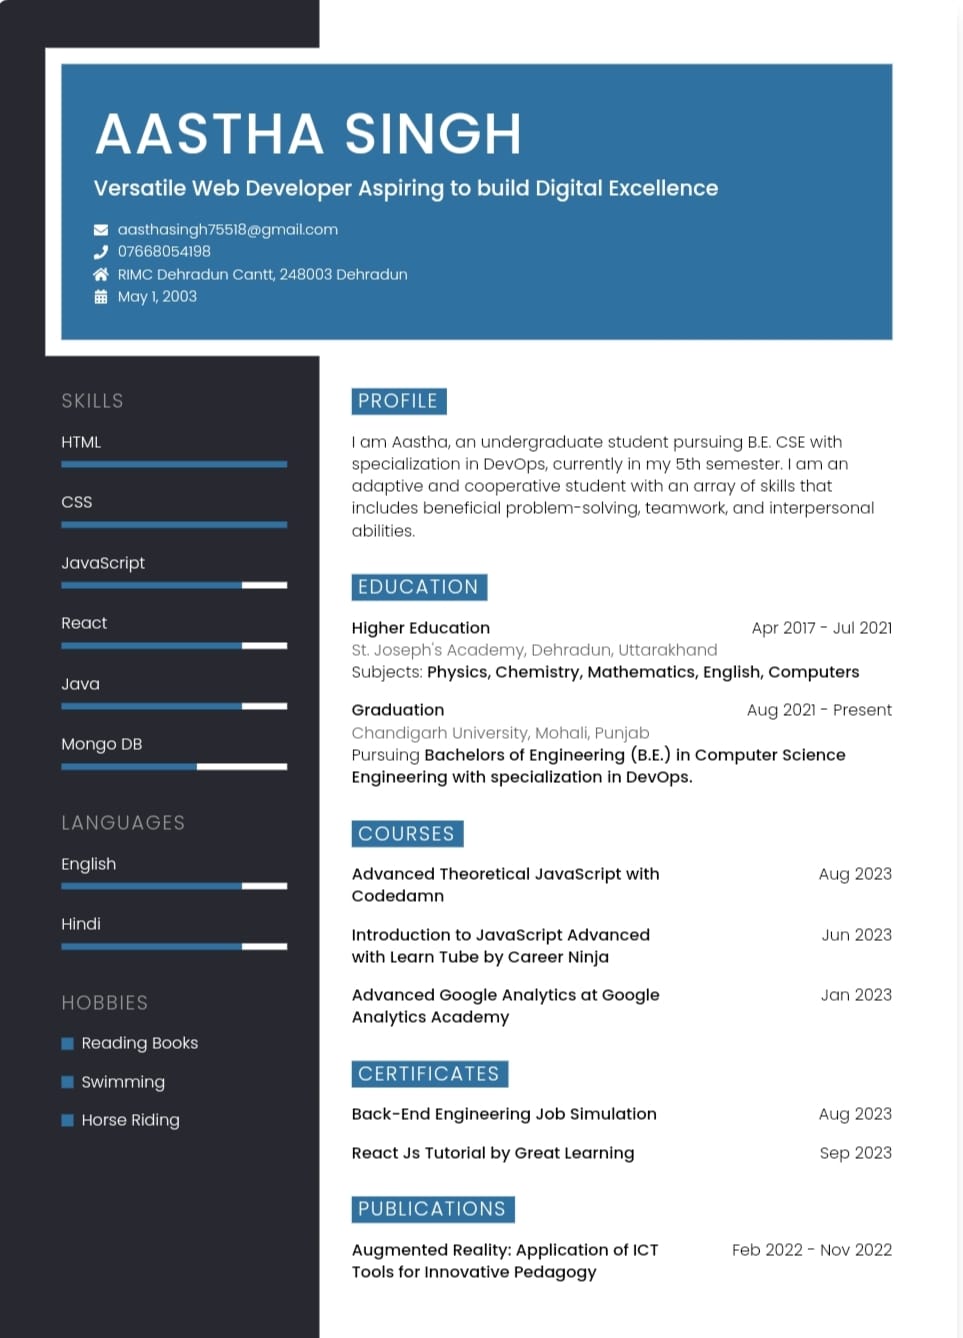 AASTHA SINGH
Versatile Web Developer Aspiring to build Digital Excellence
aasthasingh75518@gmail.com
07668054198
RIMC Dehradun Cantt, 248003 Dehradun
May 1, 2003
SKILLS
HTML
CSS
JavaScript
React
Java
Mongo DB
LANGUAGES
English
Hindi
HOBBIES
Reading Books
Swimming
Horse Riding
PROFILE
I am Aastha, an undergraduate student pursuing B.E. CSE with
specialization in DevOps, currently in my 5th semester. I am an
adaptive and cooperative student with an array of skills that
includes beneficial problem-solving, teamwork, and interpersonal
abilities.
EDUCATION
Higher Education Apr 2017 - Jul 2021
St. Joseph's Academy, Dehradun, Uttarakhand
Subjects: Physics, Chemistry, Mathematics, English, Computers
Graduation Aug 2021 - Present
Chandigarh University, Mohali, Punjab
Pursuing Bachelors of Engineering (B.E.) in Computer Science
Engineering with specialization in DevOps.
COURSES
Advanced Theoretical JavaScript with Aug 2023
Codedamn
Introduction to JavaScript Advanced Jun 2023
with Learn Tube by Career Ninja
Advanced Google Analytics at Google Jan 2023
Analytics Academy
CERTIFICATES
Back-End Engineering Job Simulation Aug 2023
React Js Tutorial by Great Learning Sep 2023
PUBLICATIONS
Augmented Reality: Application of ICT Feb 2022 - Nov 2022
Tools for Innovative Pedagogy